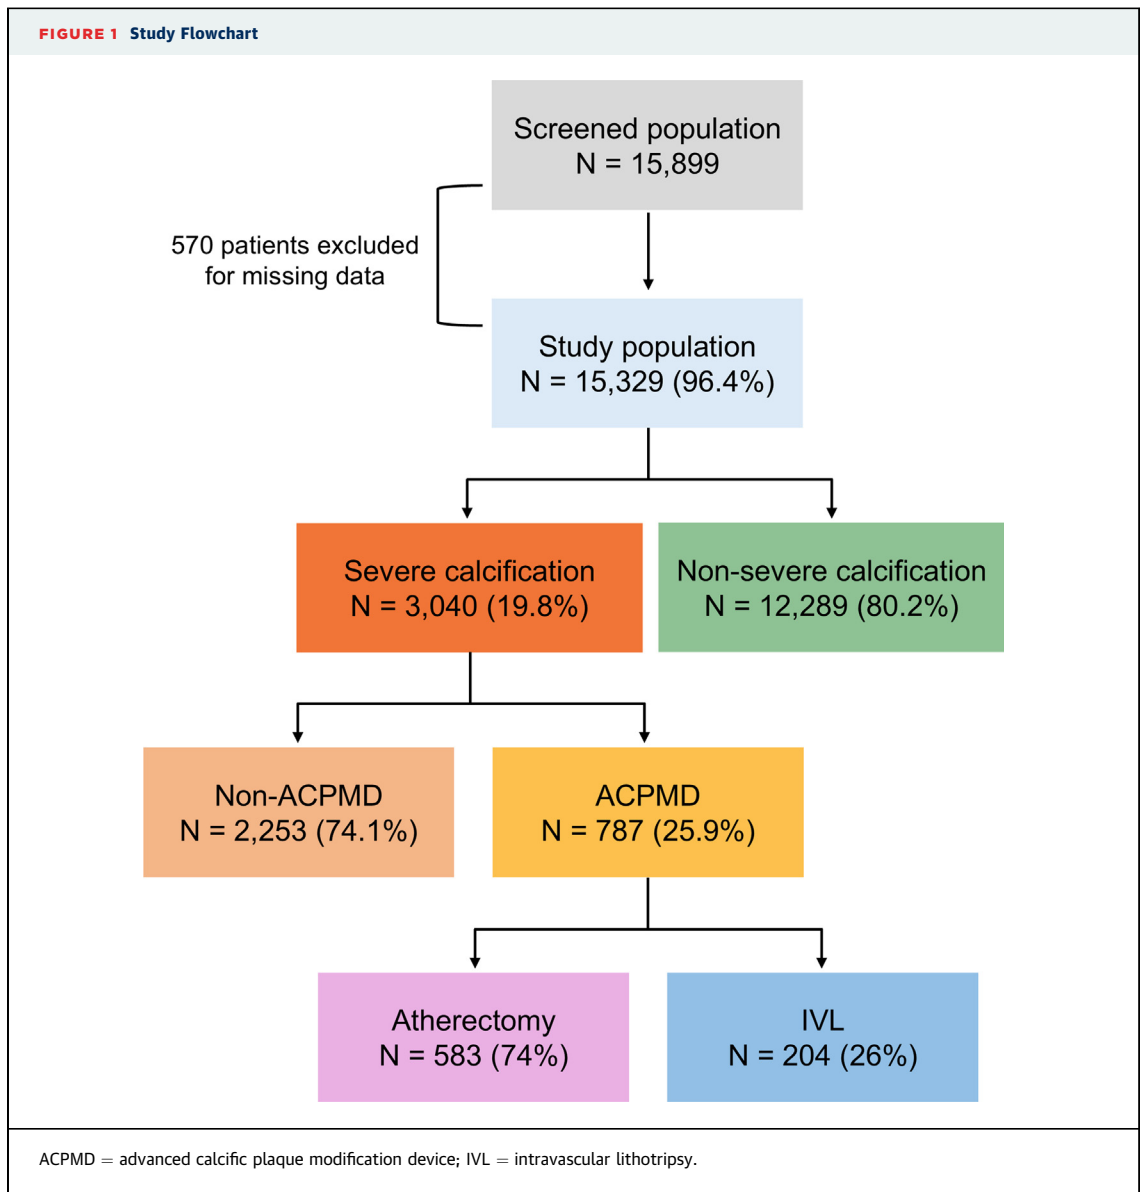 FIGURE 1 Study Flowchart
Screened population
N = 15,899
570 patients excluded
for missing data
Study population
N = 15,329 (96.4%)
Severe calcification
N = 3,040 (19.8%)
Non-severe calcification
N = 12,289 (80.2%)
Non-ACPMD
N = 2,253 (74.1%)
ACPMD
N = 787 (25.9%)
Atherectomy
N = 583 (74%)
IVL
N = 204 (26%)
ACPMD = advanced calcific plaque modification device; IVL = intravascular lithotripsy.